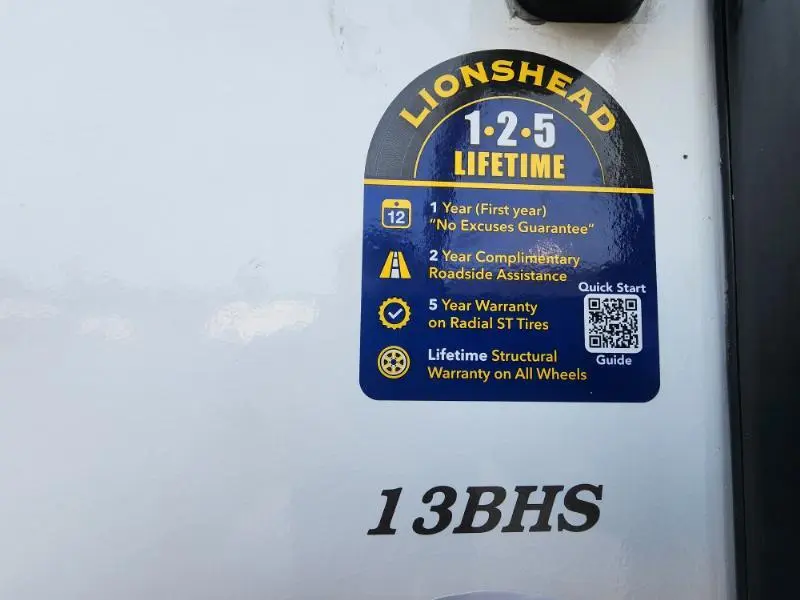 LIONSHEAD
1·2·5
LIFETIME
12
1 Year (First year)
"No Excuses Guarantee"
2 Year Complimentary
Roadside Assistance
5 Year Warranty
on Radial ST Tires
Quick Start
Guide
Lifetime Structural
Warranty on All Wheels
13BHS